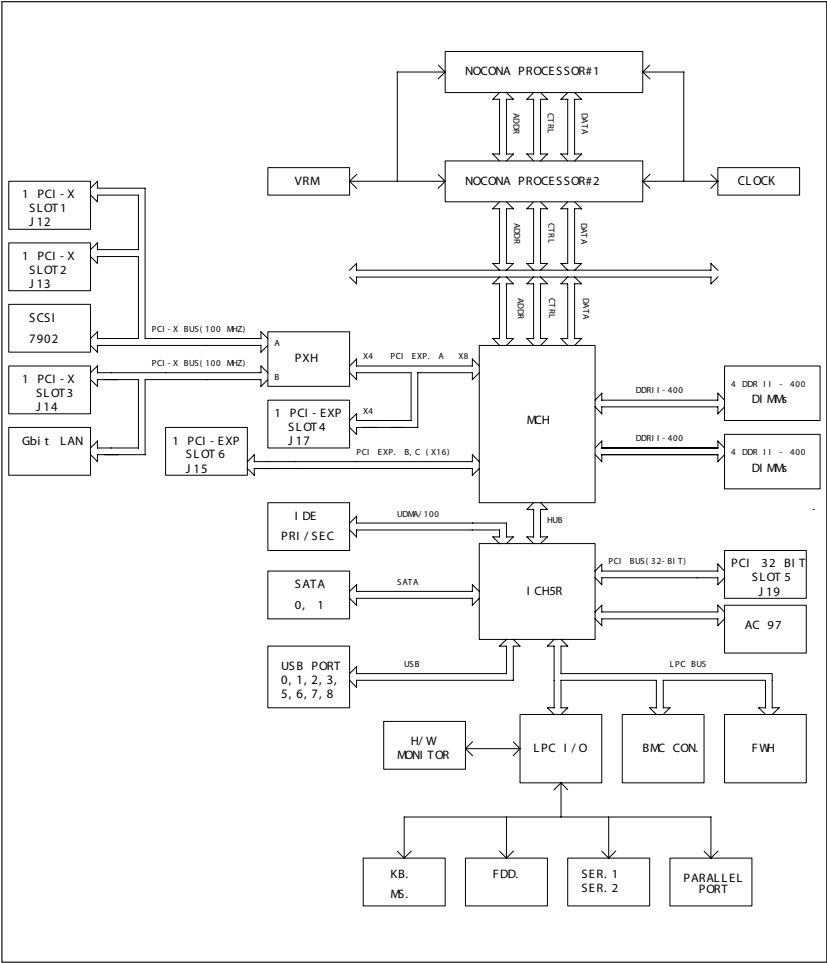 NOCONA PROCESSOR#1
ADDR
CTRL
DATA
VRM
NOCONA PROCESSOR#2
CLOCK
ADDR
CTRL
DATA
1 PCI-X
SLOT1
J12
1 PCI-X
SLOT2
J13
SCSI
7902
PCI-X BUS(100 MHZ)
A
PXH
B
PCI-X BUS(100 MHZ)
1 PCI-X
SLOT3
J14
Gbit LAN
ADDR
CTRL
DATA
X4 PCI EXP. A X8
X4
1 PCI-EXP
SLOT4
J17
1 PCI-EXP
SLOT6
J15
PCI EXP. B,C (X16)
MCH
DDRII-400
4 DDRII-400
DIMMs
DDRII-400
4 DDRII-400
DIMMs
HUB
IDE
PRI/SEC
UDMA/100
SATA
0, 1
SATA
ICH5R
PCI BUS(32-BIT)
PCI 32 BIT
SLOT5
J19
AC 97
USB PORT
0, 1, 2, 3,
5, 6, 7, 8
USB
LPC BUS
H/W
MONITOR
LPC I/O
BMC CON.
FWH
KB.
MS.
FDD.
SER. 1
SER. 2
PARALLEL
PORT